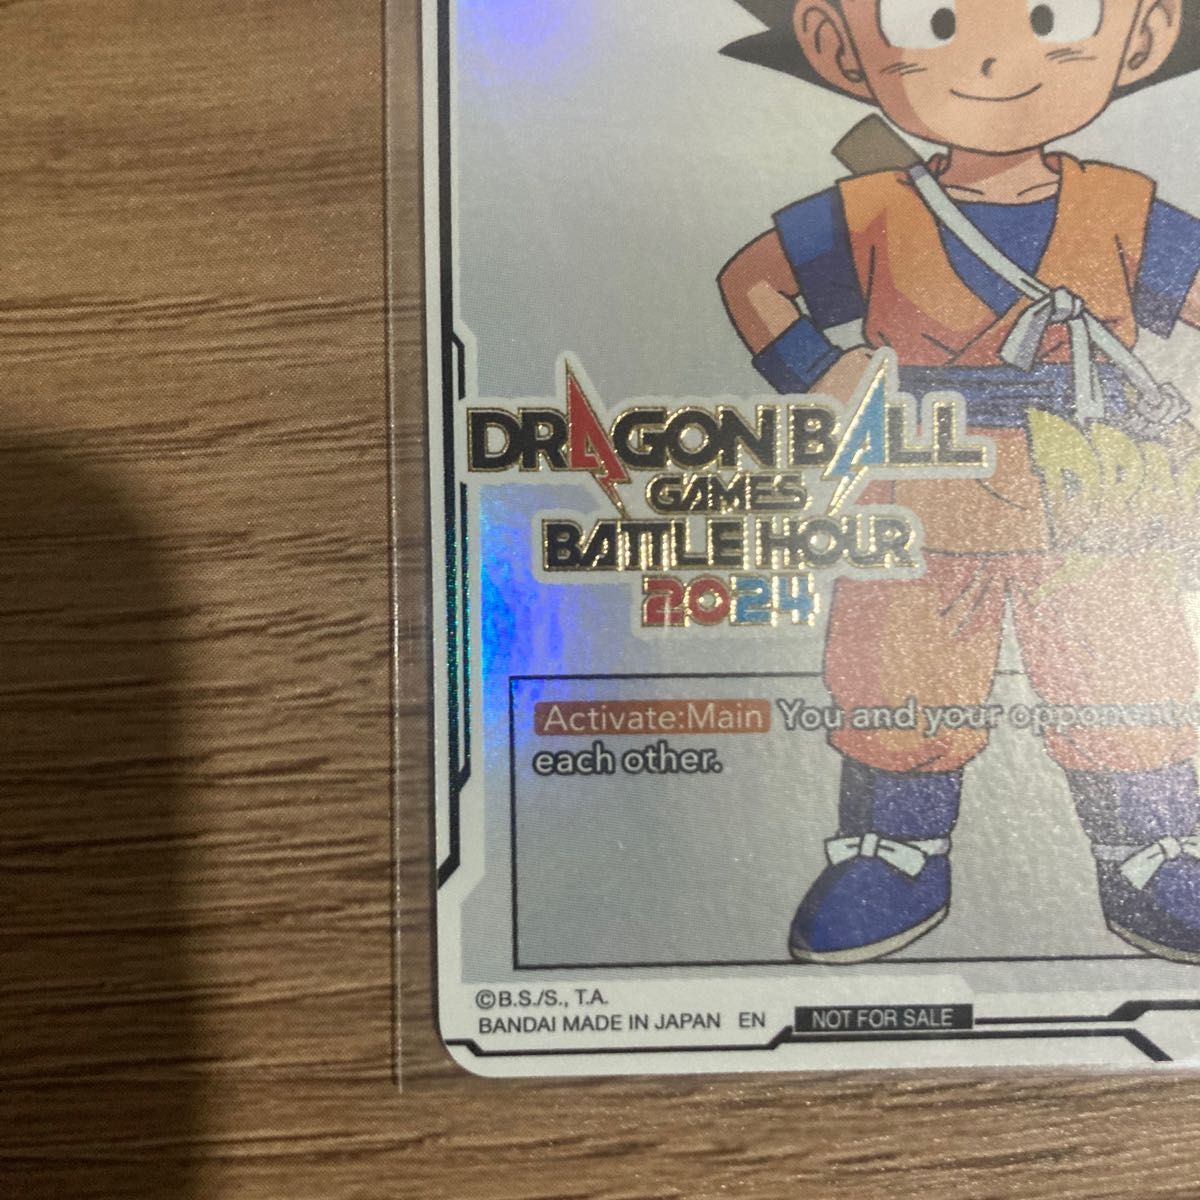 DRAGON BALL
GAMES
BATTLE HOUR
2024
Activate:Main You and your opponent
each other.
©B.S./S., T.A.
BANDAI MADE IN JAPAN EN NOT FOR SALE